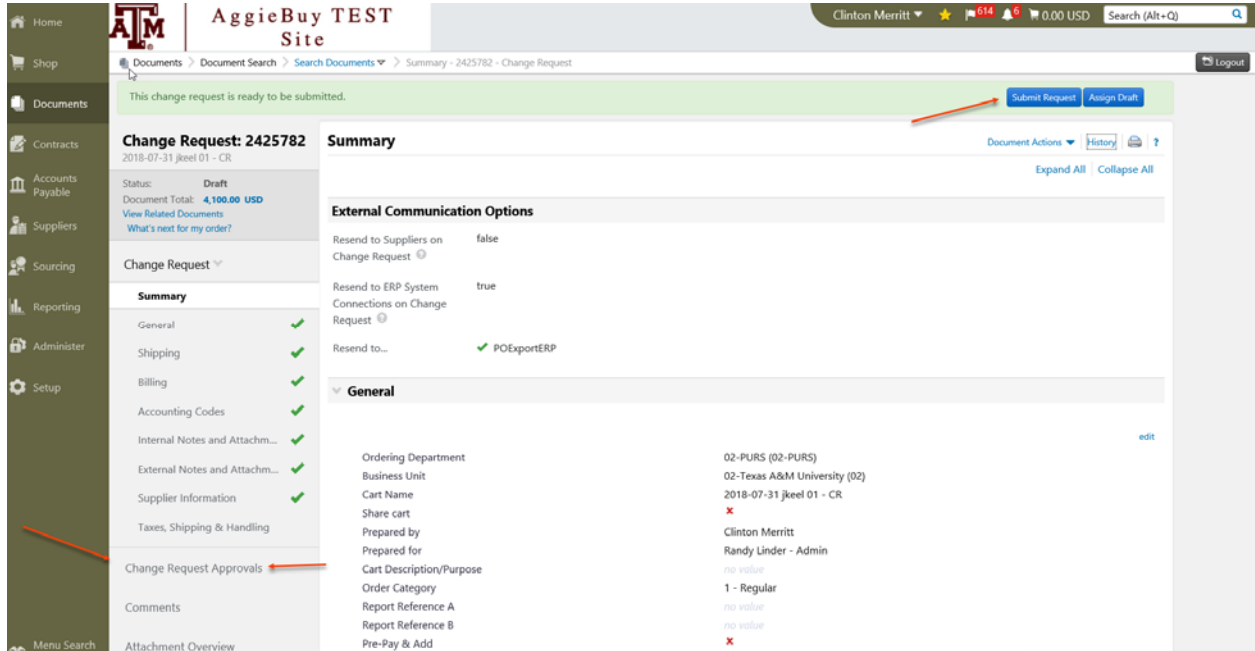 Home
Shop
Documents
Contracts
Accounts
Payable
Suppliers
Sourcing
Reporting
Administer
Setup
Menu Search
ĀM
AggieBuy TEST
Site
Clinton Merritt 614 6 0.00 USD Search (Alt+Q)
Documents > Document Search > Search Documents > Summary - 2425782 - Change Request
Logout
This change request is ready to be submitted.
Submit Request Assign Draft
Change Request: 2425782
2018-07-31 jkeel 01 - CR
Status: Draft
Document Total: 4,100.00 USD
View Related Documents
What's next for my order?
Change Request
Summary
General
Shipping
Billing
Accounting Codes
Internal Notes and Attachm...
External Notes and Attachm...
Supplier Information
Taxes, Shipping & Handling
Change Request Approvals
Comments
Attachment Overview
Summary
Document Actions History ?
Expand All Collapse All
External Communication Options
Resend to Suppliers on false
Change Request ?
Resend to ERP System true
Connections on Change
Request ?
Resend to... POExportERP
General
edit
Ordering Department 02-PURS (02-PURS)
Business Unit 02-Texas A&M University (02)
Cart Name 2018-07-31 jkeel 01 - CR
Share cart
Prepared by Clinton Merritt
Prepared for Randy Linder - Admin
Cart Description/Purpose no value
Order Category 1 - Regular
Report Reference A no value
Report Reference B no value
Pre-Pay & Add